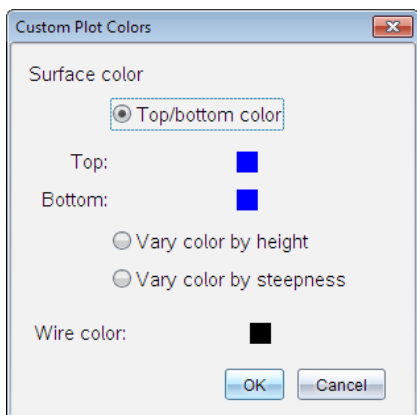 Custom Plot Colors
Surface color
Top/bottom color
Top:
Bottom:
Vary color by height
Vary color by steepness
Wire color:
OK Cancel